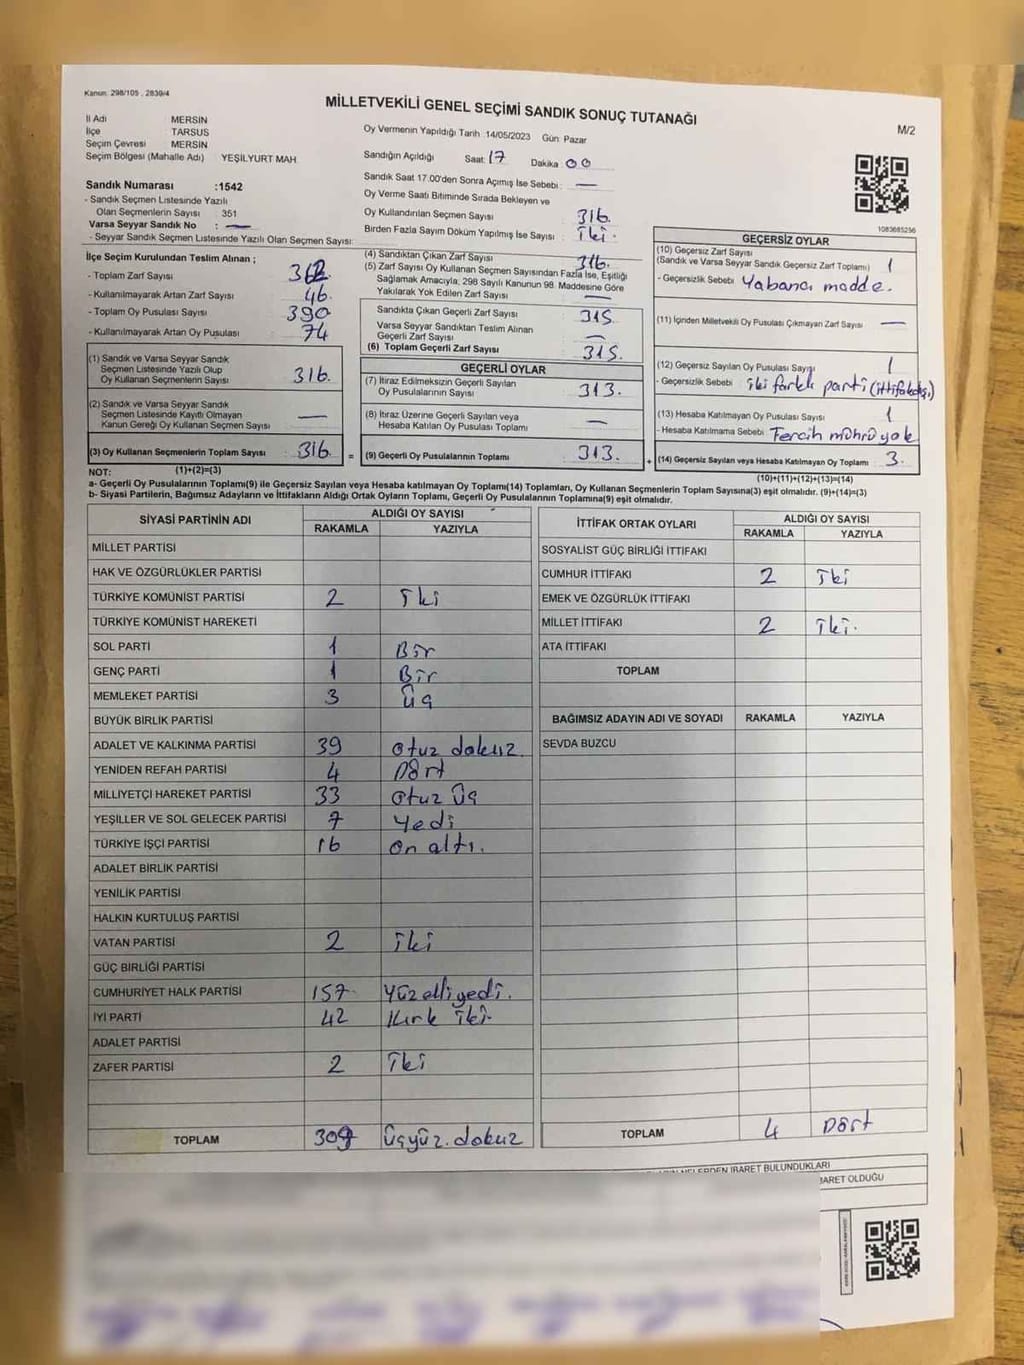 Kanun: 298/105 , 2839/4
MİLLETVEKİLİ GENEL SEÇİMİ SANDIK SONUÇ TUTANAĞI
M/2
İl Adı MERSİN
İlçe TARSUS
Seçim Çevresi MERSİN
Seçim Bölgesi (Mahalle Adı) YEŞİLYURT MAH
Sandık Numarası :1542
- Sandık Seçmen Listesinde Yazılı
Olan Seçmenlerin Sayısı : 351
Varsa Seyyar Sandık No : —
- Seyyar Sandık Seçmen Listesinde Yazılı Olan Seçmen Sayısı:
Oy Vermenin Yapıldığı Tarih :14/05/2023 Gün: Pazar
Sandığın Açıldığı Saat: 17 Dakika : 00
Sandık Saat 17.00'den Sonra Açımış İse Sebebi : —
Oy Verme Saati Bitiminde Sırada Bekleyen ve
Oy Kullandırılan Seçmen Sayısı 316.
Birden Fazla Sayım Döküm Yapılmış İse Sayısı : iki.
1083685256
İlçe Seçim Kurulundan Teslim Alınan ;
- Toplam Zarf Sayısı
- Kullanılmayarak Artan Zarf Sayısı 46.
- Toplam Oy Pusulası Sayısı 390
- Kullanılmayarak Artan Oy Pusulası 74
(1) Sandık ve Varsa Seyyar Sandık
Seçmen Listesinde Yazılı Olup
Oy Kullanan Seçmenlerin Sayısı 316.
(2) Sandık ve Varsa Seyyar Sandık
Seçmen Listesinde Kayıtlı Olmayan
Kanun Gereği Oy Kullanan Seçmen Sayısı —
(3) Oy Kullanan Seçmenlerin Toplam Sayısı 316. =
(4) Sandıktan Çıkan Zarf Sayısı 316.
(5) Zarf Sayısı Oy Kullanan Seçmen Sayısından Fazla İse, Eşitliği
Sağlamak Amacıyla, 298 Sayılı Kanunun 98. Maddesine Göre
Yakılarak Yok Edilen Zarf Sayısı —
Sandıkta Çıkan Geçerli Zarf Sayısı 315
Varsa Seyyar Sandıktan Teslim Alınan
Geçerli Zarf Sayısı —
(6) Toplam Geçerli Zarf Sayısı 315.
GEÇERLİ OYLAR
(7) İtiraz Edilmeksizin Geçerli Sayılan
Oy Pusulalarının Sayısı 313.
(8) İtiraz Üzerine Geçerli Sayılan veya
Hesaba Katılan Oy Pusulası Toplamı —
(9) Geçerli Oy Pusulalarının Toplamı 313. +
GEÇERSİZ OYLAR
(10) Geçersiz Zarf Sayısı
(Sandık ve Varsa Seyyar Sandık Geçersiz Zarf Toplamı) 1
- Geçersizlik Sebebi : Yabancı madde.
(11) İçinden Milletvekili Oy Pusulası Çıkmayan Zarf Sayısı —
(12) Geçersiz Sayılan Oy Pusulası Sayısı 1
- Geçersizlik Sebebi : iki farklı parti (ittifakdışı)
(13) Hesaba Katılmayan Oy Pusulası Sayısı 1
- Hesaba Katılmama Sebebi : Tercih mührü yok
(14) Geçersiz Sayılan veya Hesaba Katılmayan Oy Toplamı 3.
NOT: (1)+(2)=(3) (10)+(11)+(12)+(13)=(14)
a- Geçerli Oy Pusulaları Toplamı(9) ile Geçersiz Sayılan veya Hesaba Katılmayan Oy Toplamı(14) Toplamları, Oy Kullanan Seçmenlerin Toplam Sayısına(3) eşit olmalıdır. (9)+(14)=(3)
b- Siyasi Partilerin, Bağımsız Adayların ve İttifakların Aldığı Ortak Oyların Toplamı, Geçerli Oy Pusulalarının Toplamına(9) eşit olmalıdır.
SİYASİ PARTİNİN ADI ALDIĞI OY SAYISI
RAKAMLA YAZIYLA
MİLLET PARTİSİ
HAK VE ÖZGÜRLÜKLER PARTİSİ
TÜRKİYE KOMÜNİST PARTİSİ 2 İki
TÜRKİYE KOMÜNİST HAREKETİ
SOL PARTİ 1 Bir
GENÇ PARTİ 1 Bir
MEMLEKET PARTİSİ 3 üç
BÜYÜK BİRLİK PARTİSİ
ADALET VE KALKINMA PARTİSİ 39 otuz dokuz.
YENİDEN REFAH PARTİSİ 4 Dört
MİLLİYETÇİ HAREKET PARTİSİ 33 otuz üç
YEŞİLLER VE SOL GELECEK PARTİSİ 7 Yedi
TÜRKİYE İŞÇİ PARTİSİ 16 on altı.
ADALET BİRLİK PARTİSİ
YENİLİK PARTİSİ
HALKIN KURTULUŞ PARTİSİ
VATAN PARTİSİ 2 iki
GÜÇ BİRLİĞİ PARTİSİ
CUMHURİYET HALK PARTİSİ 157 Yüz elli yedi.
İYİ PARTİ 42 Kırk iki.
ADALET PARTİSİ
ZAFER PARTİSİ 2 İki
TOPLAM 309 Üçyüz.dokuz
İTTİFAK ORTAK OYLARI ALDIĞI OY SAYISI
RAKAMLA YAZIYLA
SOSYALİST GÜÇ BİRLİĞİ İTTİFAKI
CUMHUR İTTİFAKI 2 İki
EMEK VE ÖZGÜRLÜK İTTİFAKI
MİLLET İTTİFAKI 2 İki.
ATA İTTİFAKI
TOPLAM
BAĞIMSIZ ADAYIN ADI VE SOYADI RAKAMLA YAZIYLA
SEVDA BUZCU
TOPLAM 4 Dört
İBARET BULUNDUKLARI
BARET OLDUĞU